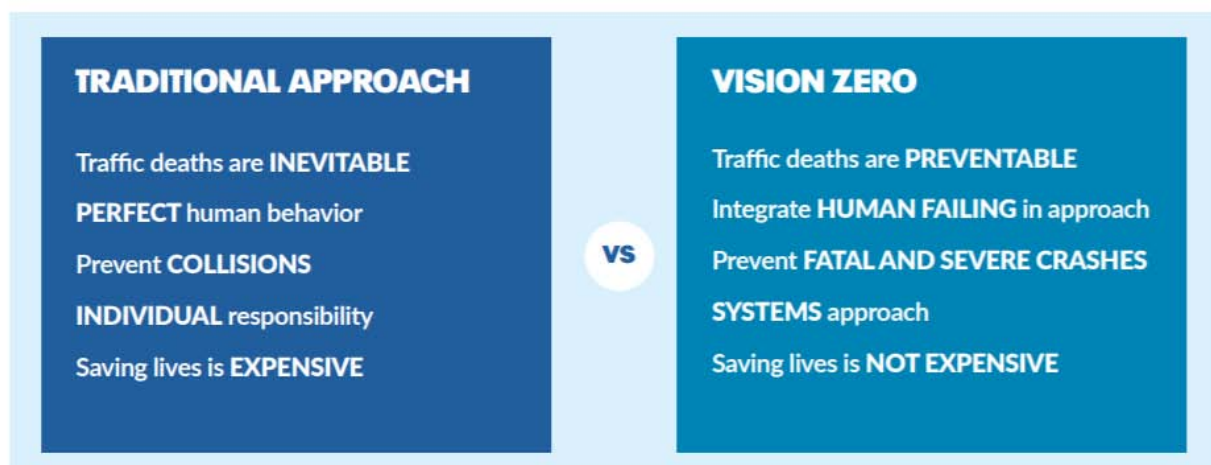 TRADITIONAL APPROACH
Traffic deaths are INEVITABLE
PERFECT human behavior
Prevent COLLISIONS
INDIVIDUAL responsibility
Saving lives is EXPENSIVE
VS
VISION ZERO
Traffic deaths are PREVENTABLE
Integrate HUMAN FAILING in approach
Prevent FATAL AND SEVERE CRASHES
SYSTEMS approach
Saving lives is NOT EXPENSIVE